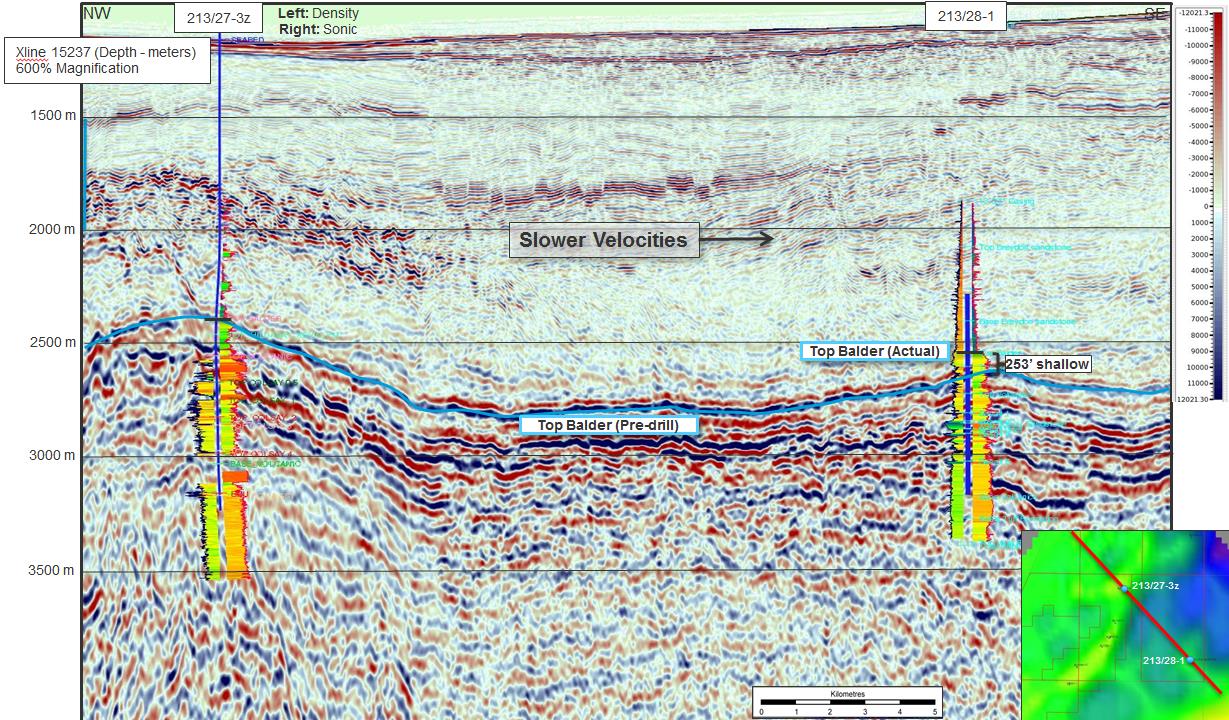 NW
213/27-3z
Left: Density
Right: Sonic
213/28-1
SE
Xline 15237 (Depth - meters)
600% Magnification
SEABED
1500 m
2000 m
2500 m
3000 m
3500 m
Slower Velocities
Top Balder (Actual)
253’ shallow
Top Balder (Pre-drill)
BASE_VOLCANIC
213/27-3z
213/28-1
Kilometres
0 1 2 3 4 5
-12021.3
-11000
-10000
-9000
-8000
-7000
-6000
-5000
-4000
-3000
-2000
-1000
0
1000
2000
3000
4000
5000
6000
7000
8000
9000
10000
11000
12021.30